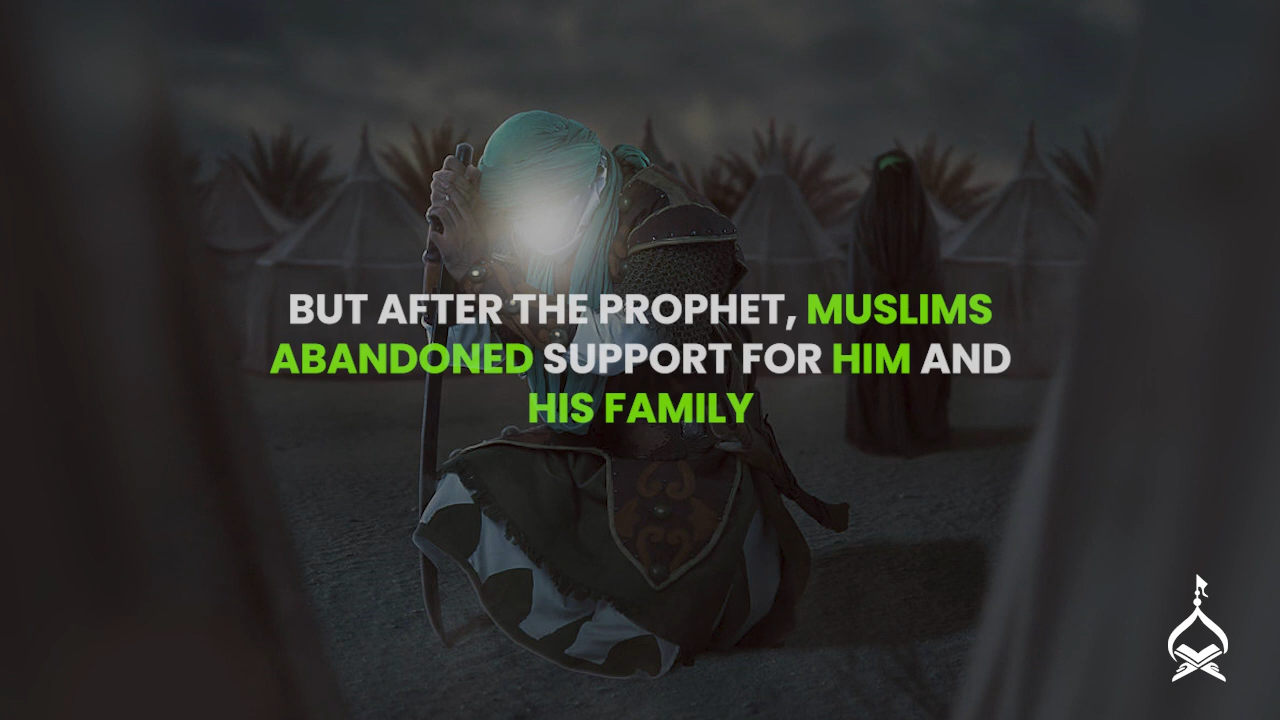 BUT AFTER THE PROPHET, MUSLIMS
ABANDONED SUPPORT FOR HIM AND
HIS FAMILY